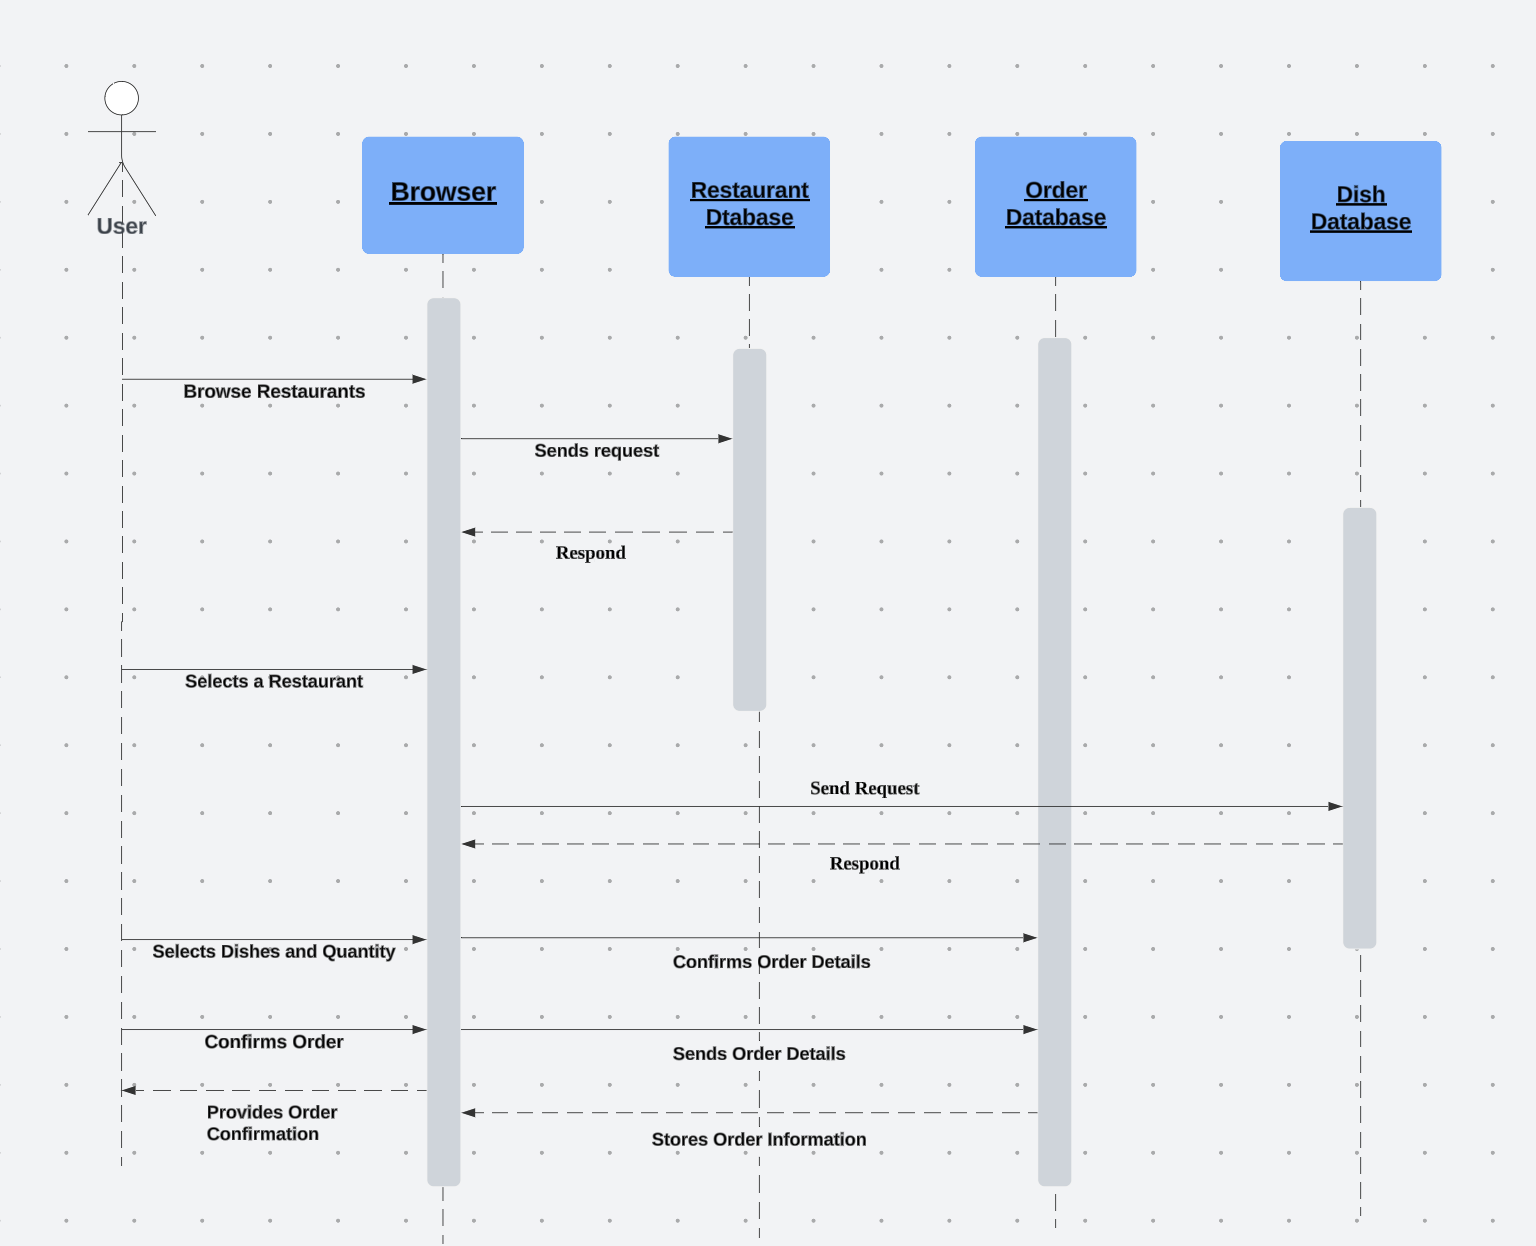 User
Browser
Restaurant
Dtabase
Order
Database
Dish
Database
Browse Restaurants
Sends request
Respond
Selects a Restaurant
Send Request
Respond
Selects Dishes and Quantity
Confirms Order Details
Confirms Order
Sends Order Details
Provides Order
Confirmation
Stores Order Information